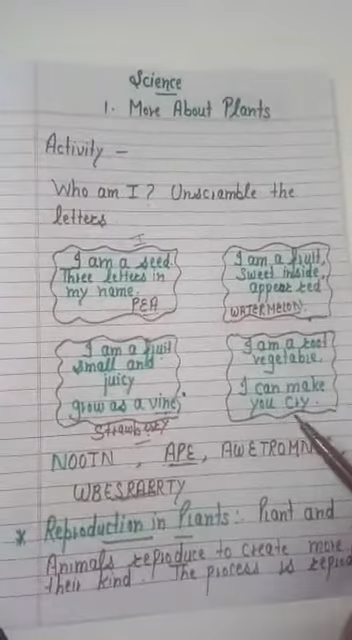 Science
1. More About Plants
Activity -
Who am I? Unscramble the
letters
I
I am a seed.
Three letters in
my name.
PEA
I am a fruit,
Sweet inside,
appear red
WATERMELON.
I am a fruit
small and
juicy
grow as a vine,
Strawbery
I am a root
vegetable.
I can make
you cry.
NOOIN , APE, AWETROMN
WBESRABRTY
* Reproduction in Plants:- Plant and
Animals reproduce to create more
their kind. The process is